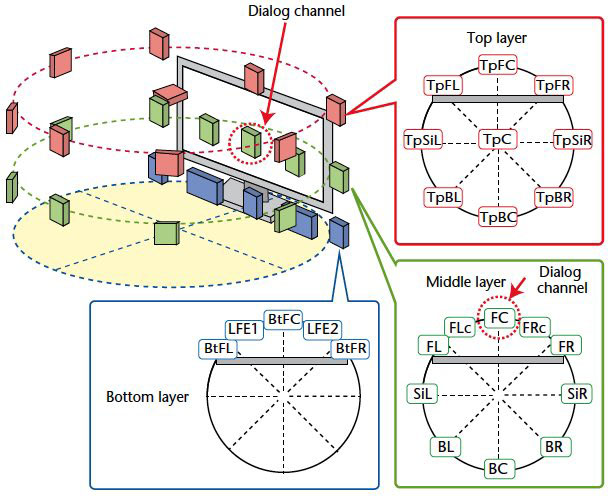 Dialog channel
Top layer
TpFC
TpFL
TpFR
TpSiL
TpC
TpSiR
TpBL
TpBR
TpBC
Middle layer
Dialog
channel
FC
FLc
FRc
FL
FR
SiL
SiR
BL
BR
BC
BtFC
LFE1
LFE2
BtFL
BtFR
Bottom layer